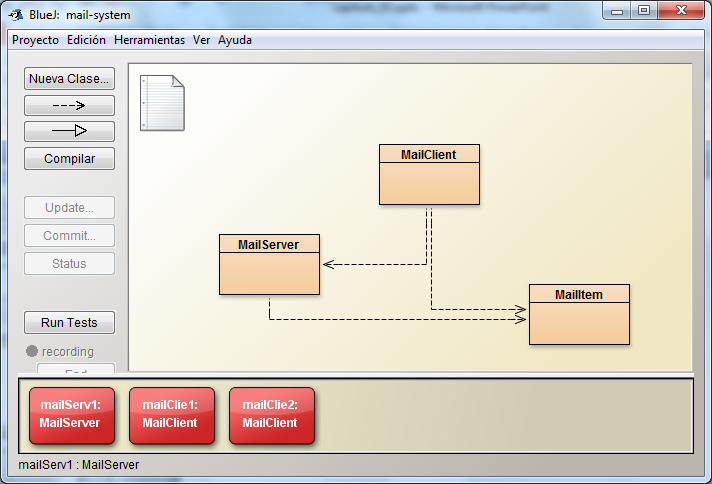 BlueJ: mail-system
Proyecto Edición Herramientas Ver Ayuda
Nueva Clase...
Compilar
Update...
Commit...
Status
Run Tests
recording
End
MailClient
MailServer
MailItem
mailServ1:
MailServer
mailClie1:
MailClient
mailClie2:
MailClient
mailServ1 : MailServer